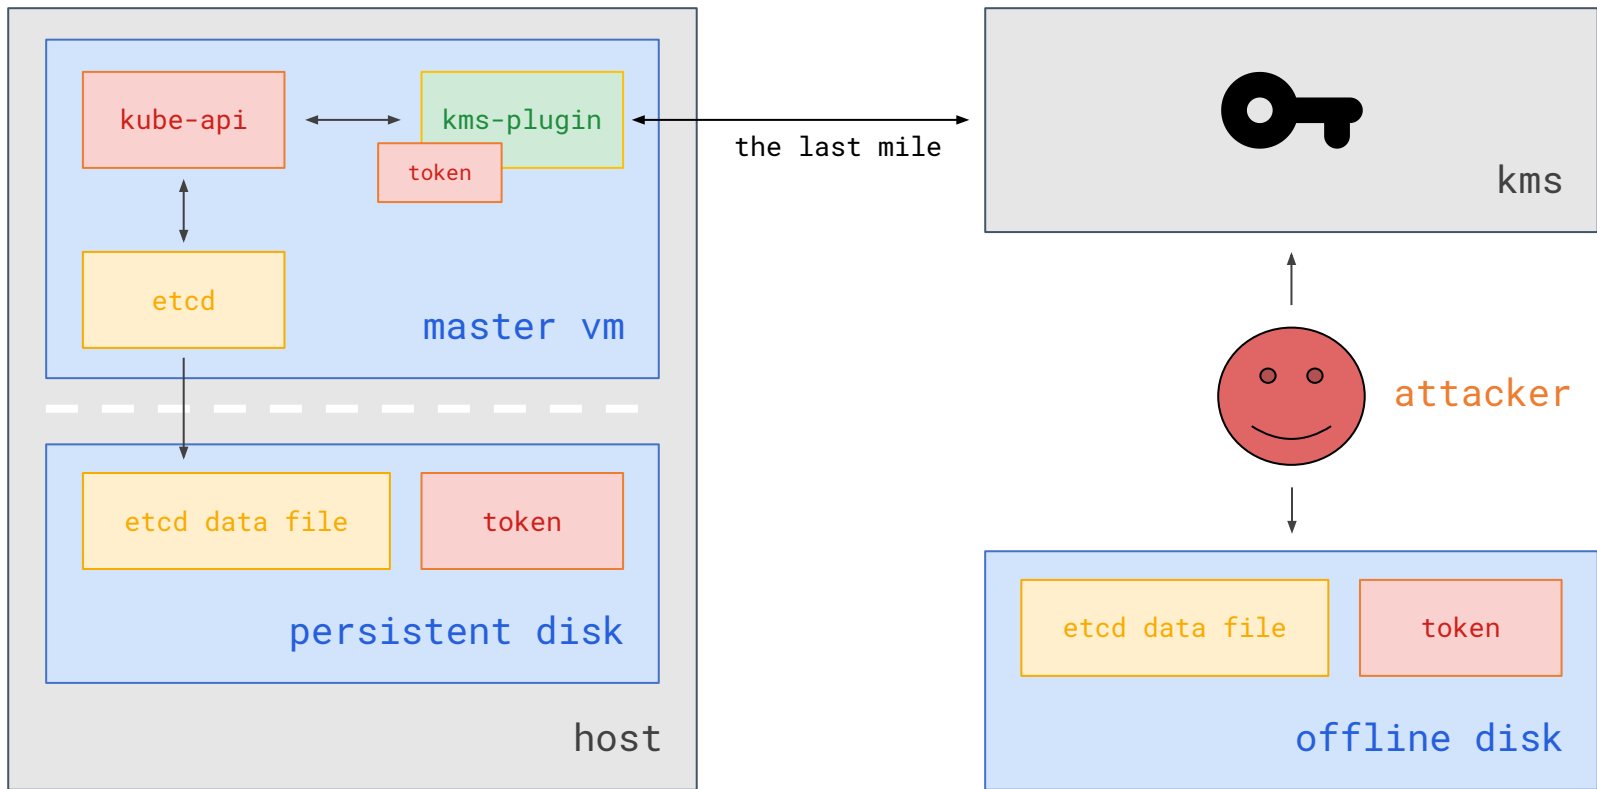 kube-api
kms-plugin
token
the last mile
kms
etcd
master vm
attacker
etcd data file
token
persistent disk
host
etcd data file
token
offline disk